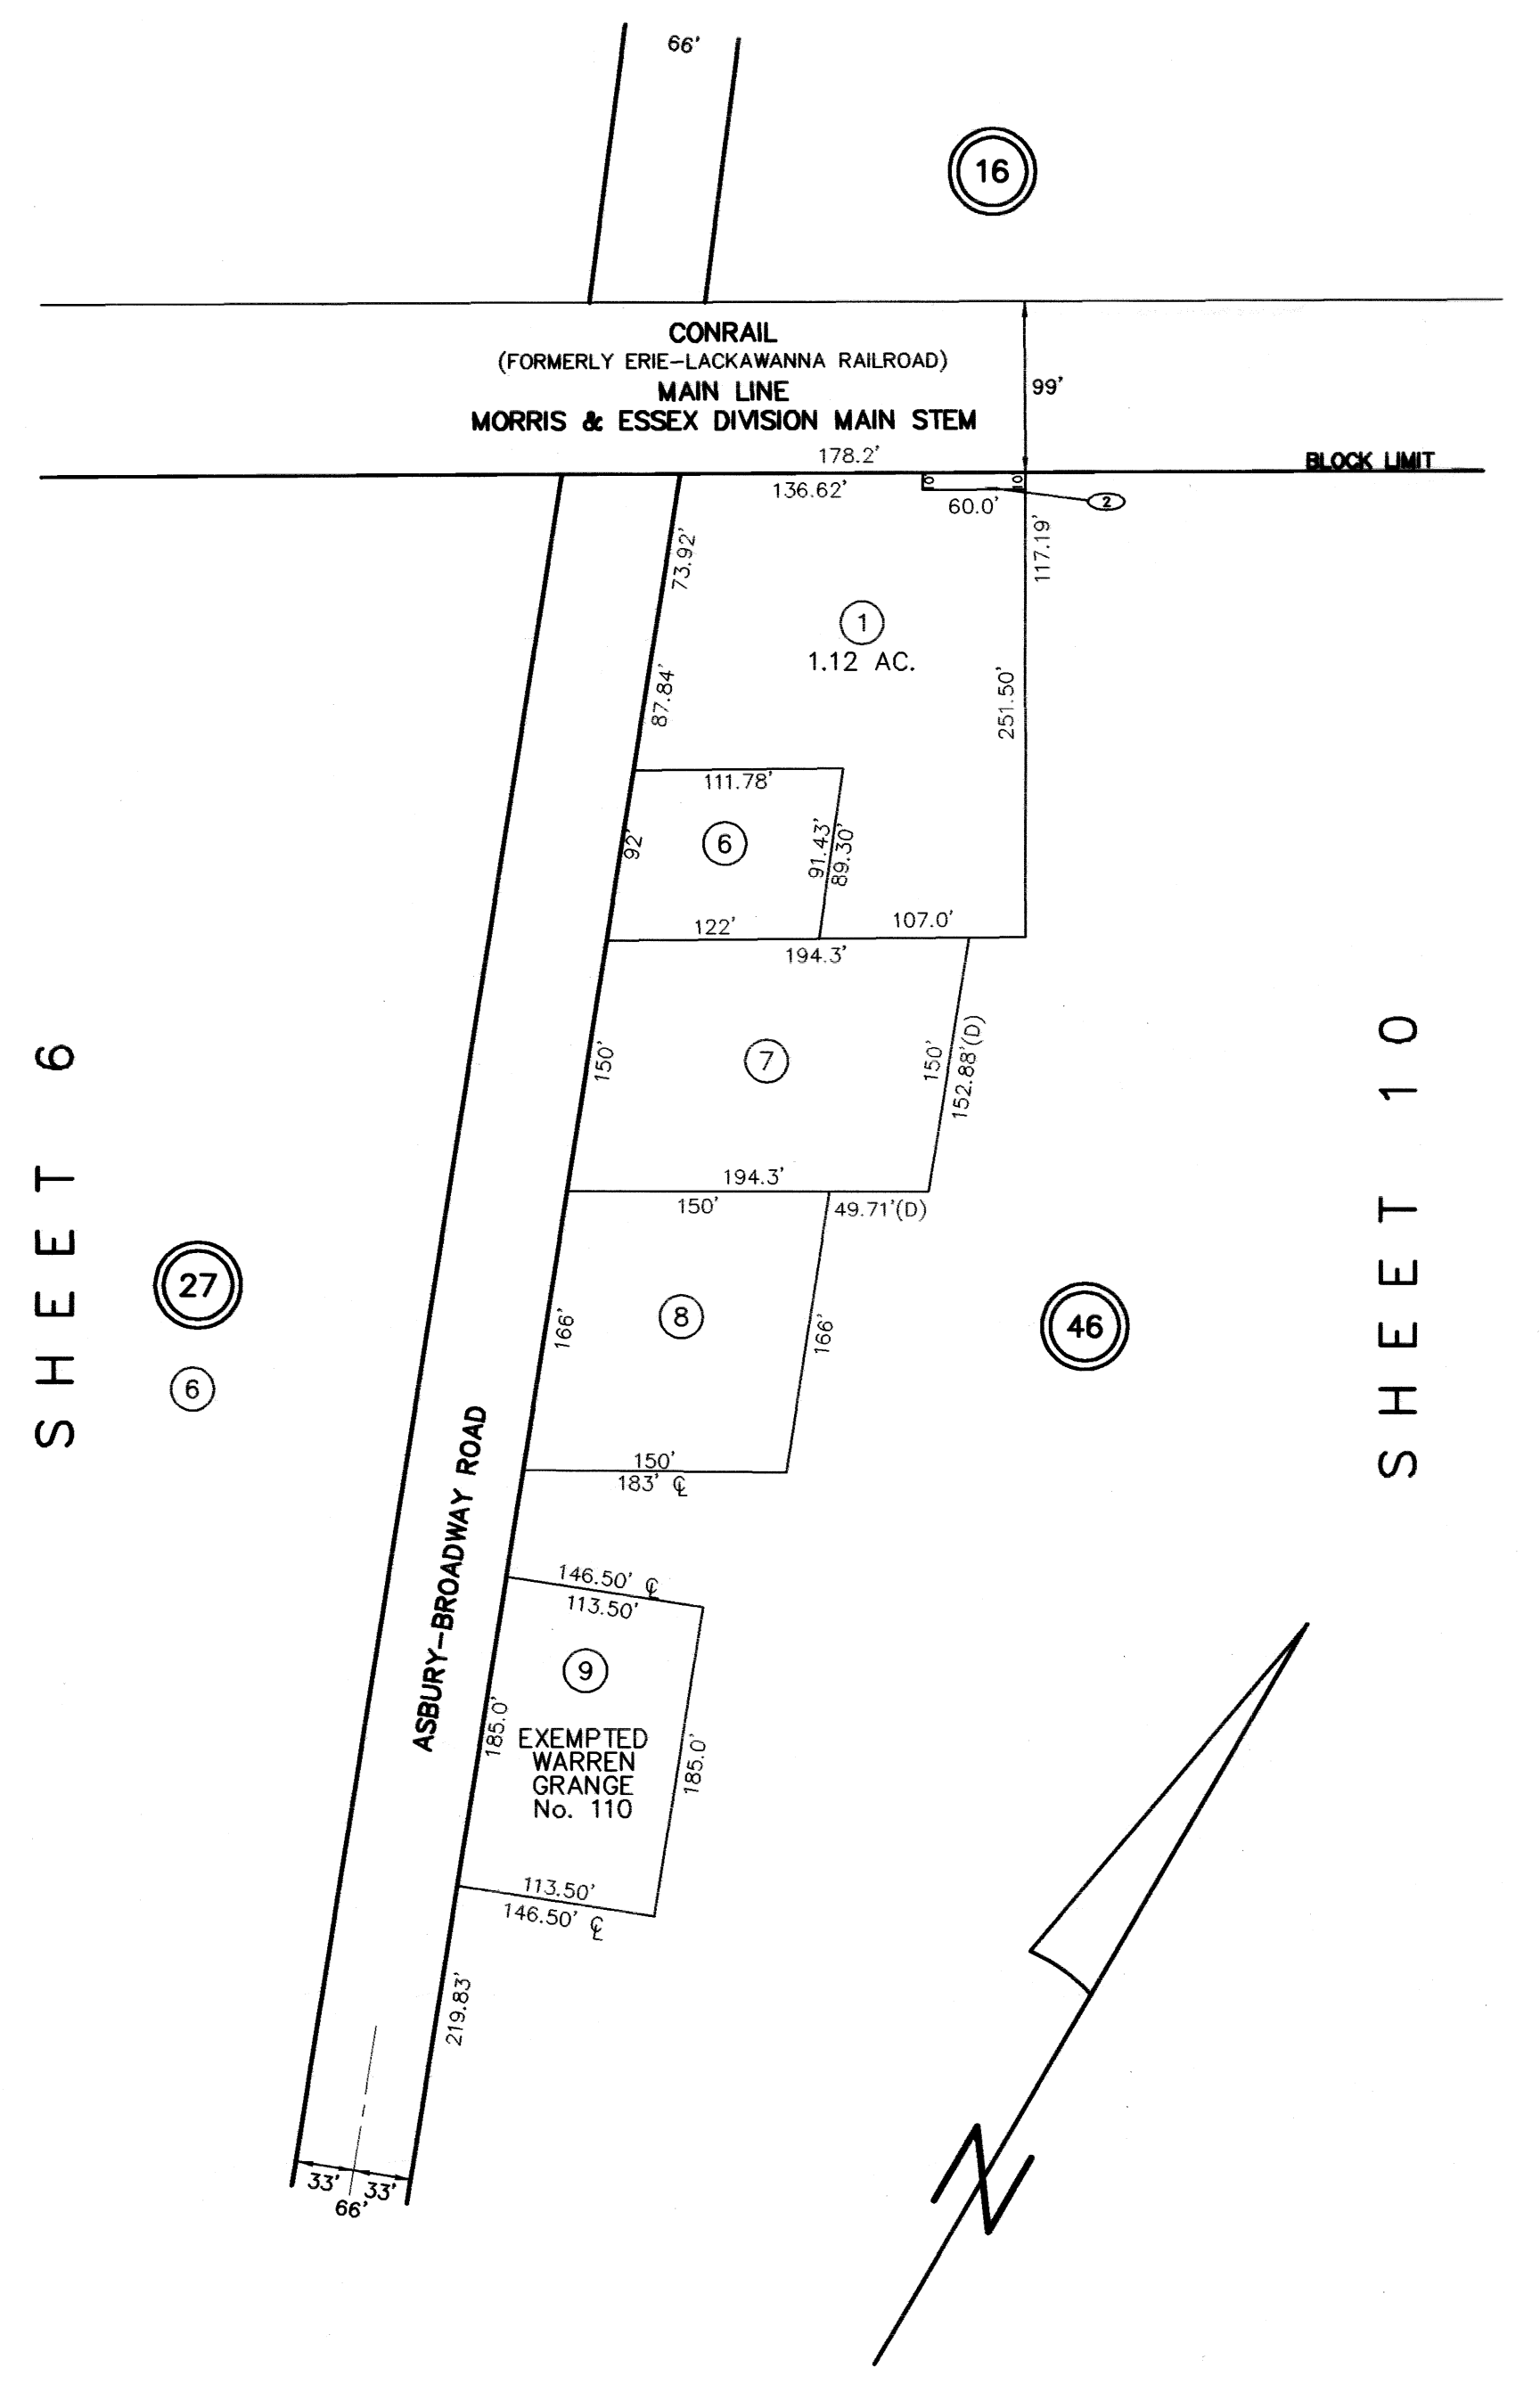 66'
16
CONRAIL
(FORMERLY ERIE-LACKAWANNA RAILROAD)
MAIN LINE
MORRIS & ESSEX DIVISION MAIN STEM
99'
178.2'
BLOCK LIMIT
136.62'
10
10
60.0'
2
73.92'
117.19'
1
1.12 AC.
87.84'
251.50'
111.78'
92'
6
91.43'
89.30'
122'
107.0'
194.3'
SHEET 6
SHEET 10
150'
7
150'
152.88'(D)
194.3'
150'
49.71'(D)
27
6
166'
8
166'
46
150'
183' ℄
ASBURY-BROADWAY ROAD
146.50' ℄
113.50'
9
185.0'
EXEMPTED
WARREN
GRANGE
No. 110
185.0'
113.50'
146.50' ℄
219.83'
33'
33'
66'
N